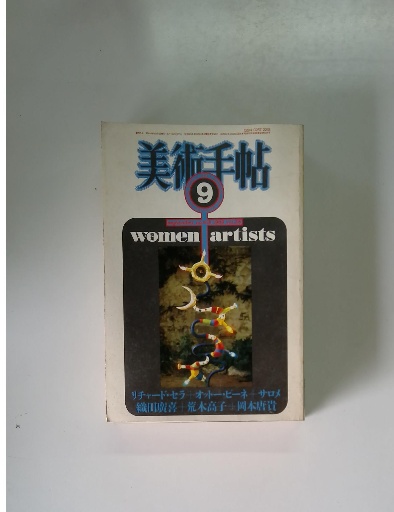 美術手帖
9
women artists
リチャード・セラ+オットー・ピーネ+サロメ
織田廣喜+荒木高子+岡本唐貴